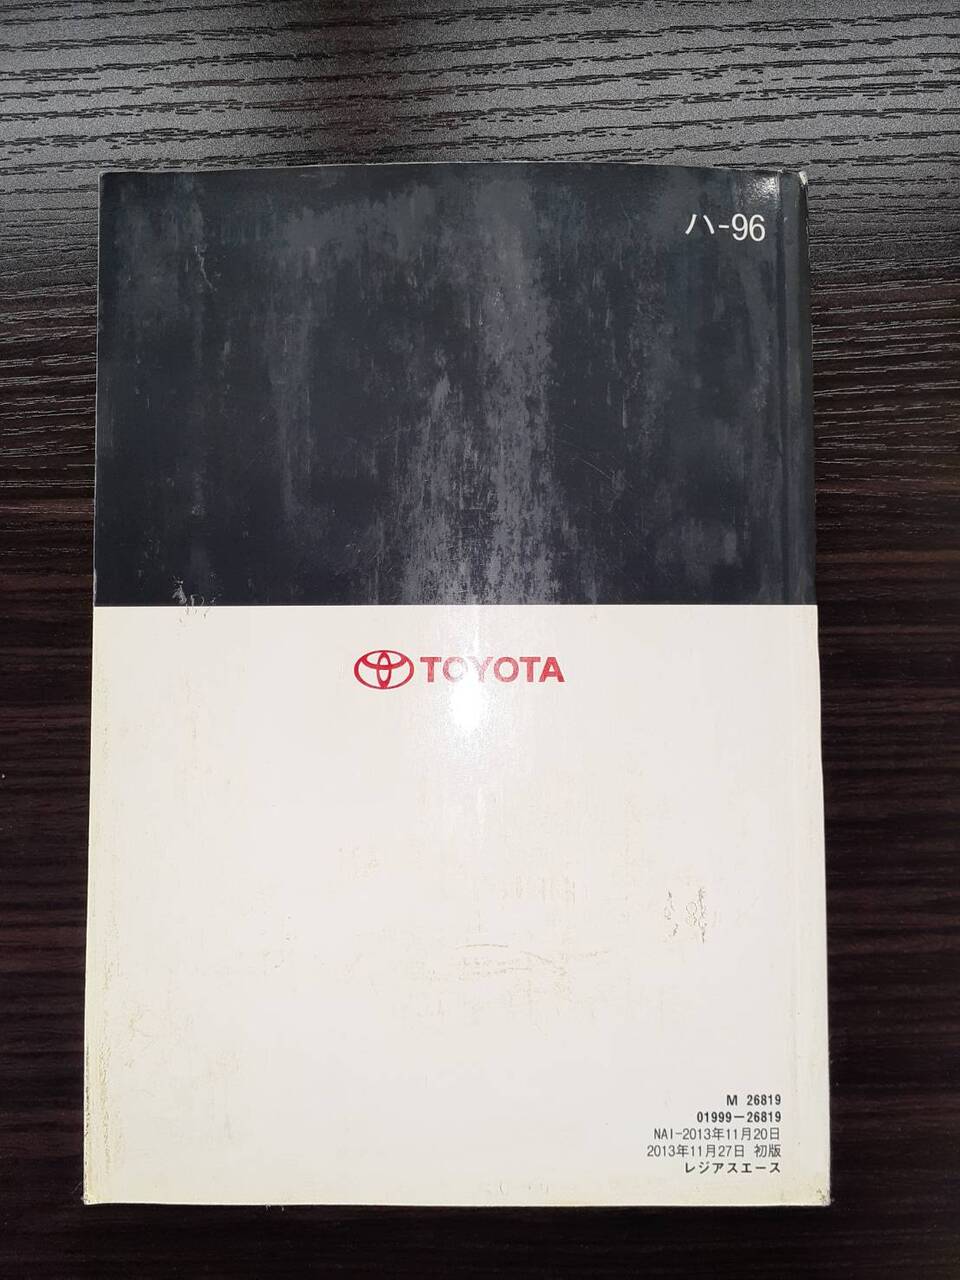 ハ-96
TOYOTA
M 26819
01999-26819
NAI-2013年11月20日
2013年11月27日 初版
レジアスエース